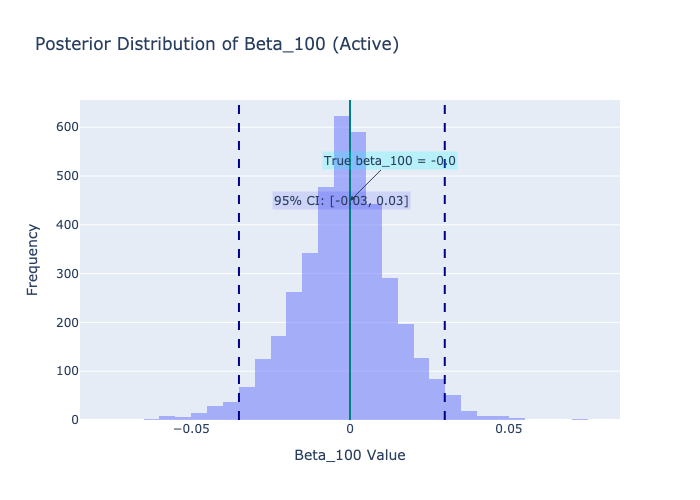 Posterior Distribution of Beta_100 (Active)
600
500
400
300
200
100
0
Frequency
True beta_100 = -0.0
95% CI: [-0.03, 0.03]
−0.05
0
0.05
Beta_100 Value